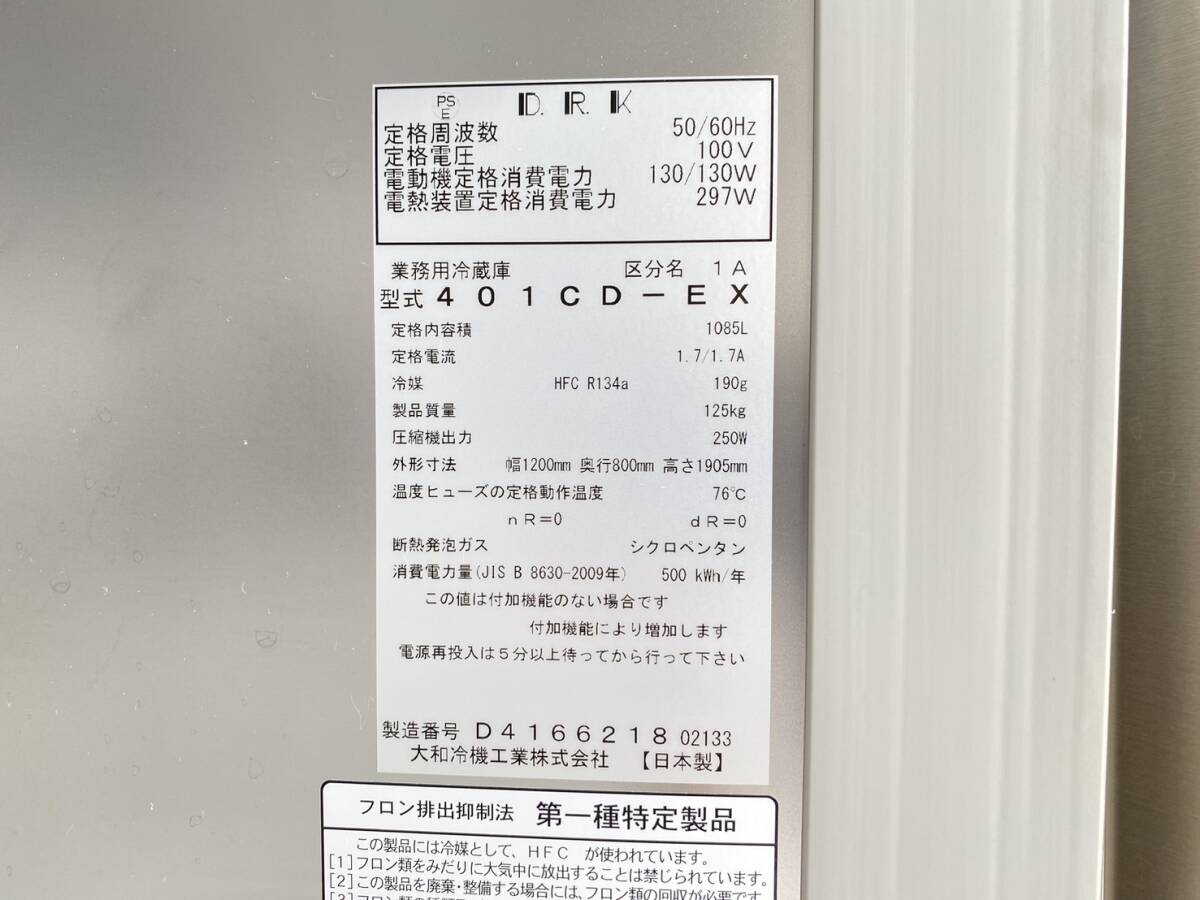 PS
E
D.R.K
定格周波数 50/60Hz
定格電圧 100V
電動機定格消費電力 130/130W
電熱装置定格消費電力 297W
業務用冷蔵庫 区分名 1A
型式 401CD-EX
定格内容積 1085L
定格電流 1.7/1.7A
冷媒 HFC R134a 190g
製品質量 125kg
圧縮機出力 250W
外形寸法 幅1200mm 奥行800mm 高さ1905mm
温度ヒューズの定格動作温度 76℃
nR=0 dR=0
断熱発泡ガス シクロペンタン
消費電力量(JIS B 8630-2009年) 500 kWh/年
この値は付加機能のない場合です
付加機能により増加します
電源再投入は5分以上待ってから行って下さい
製造番号 D4166218 02133
大和冷機工業株式会社 【日本製】
フロン排出抑制法 第一種特定製品
この製品には冷媒として、HFC が使われています。
[1]フロン類をみだりに大気中に放出することは禁じられています。
[2]この製品を廃棄・整備する場合には、フロン類の回収が必要です。